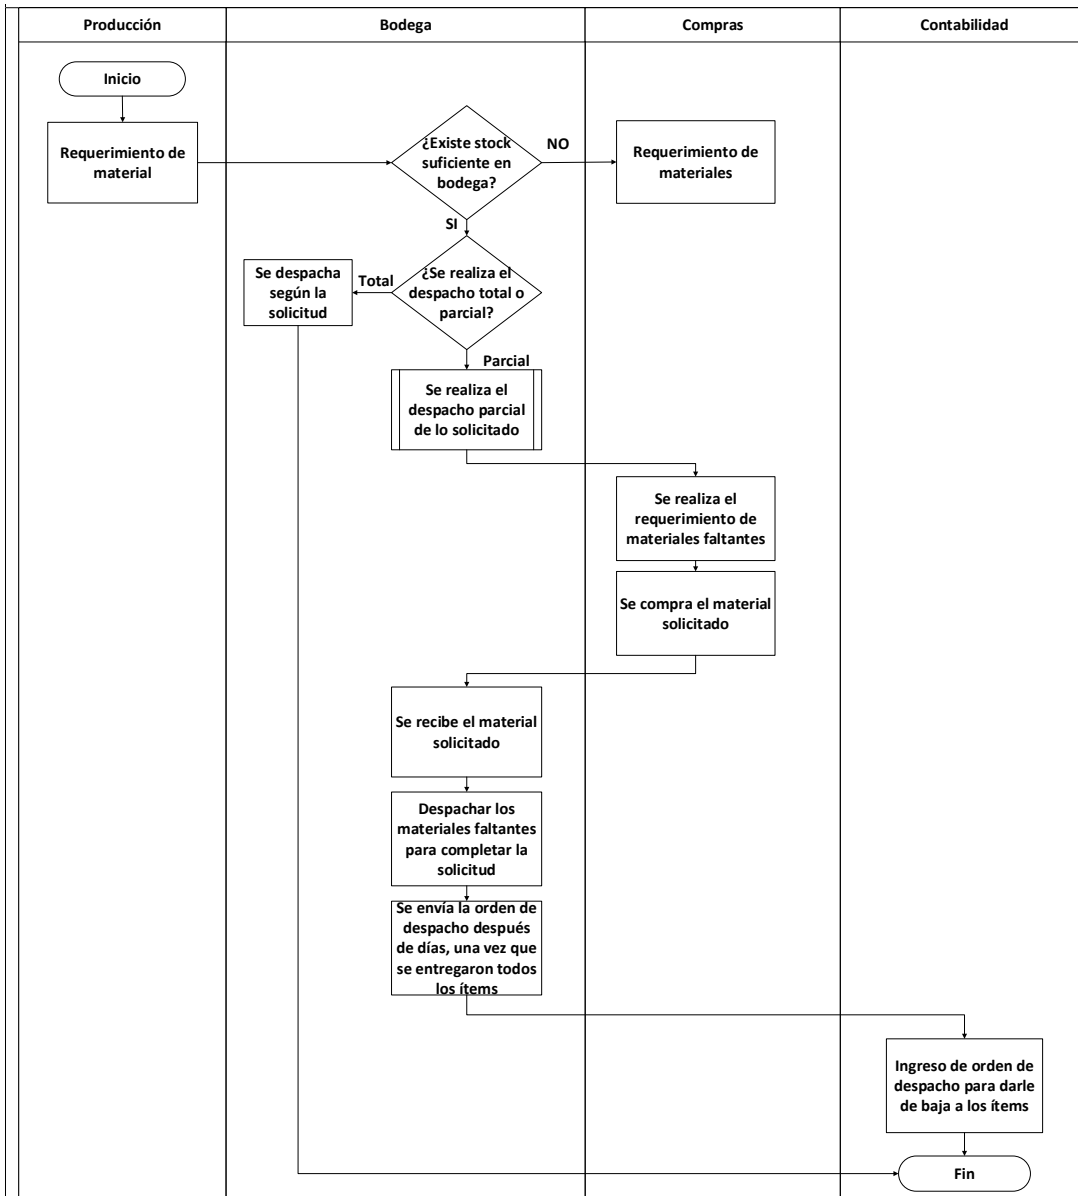 Producción
Bodega
Compras
Contabilidad
Inicio
Requerimiento de
material
¿Existe stock
suficiente en
bodega?
NO
Requerimiento de
materiales
SI
¿Se realiza el
despacho total o
parcial?
Total
Se despacha
según la
solicitud
Parcial
Se realiza el
despacho parcial
de lo solicitado
Se realiza el
requerimiento de
materiales faltantes
Se compra el material
solicitado
Se recibe el material
solicitado
Despachar los
materiales faltantes
para completar la
solicitud
Se envía la orden de
despacho después
de días, una vez que
se entregaron todos
los ítems
Ingreso de orden de
despacho para darle
de baja a los ítems
Fin